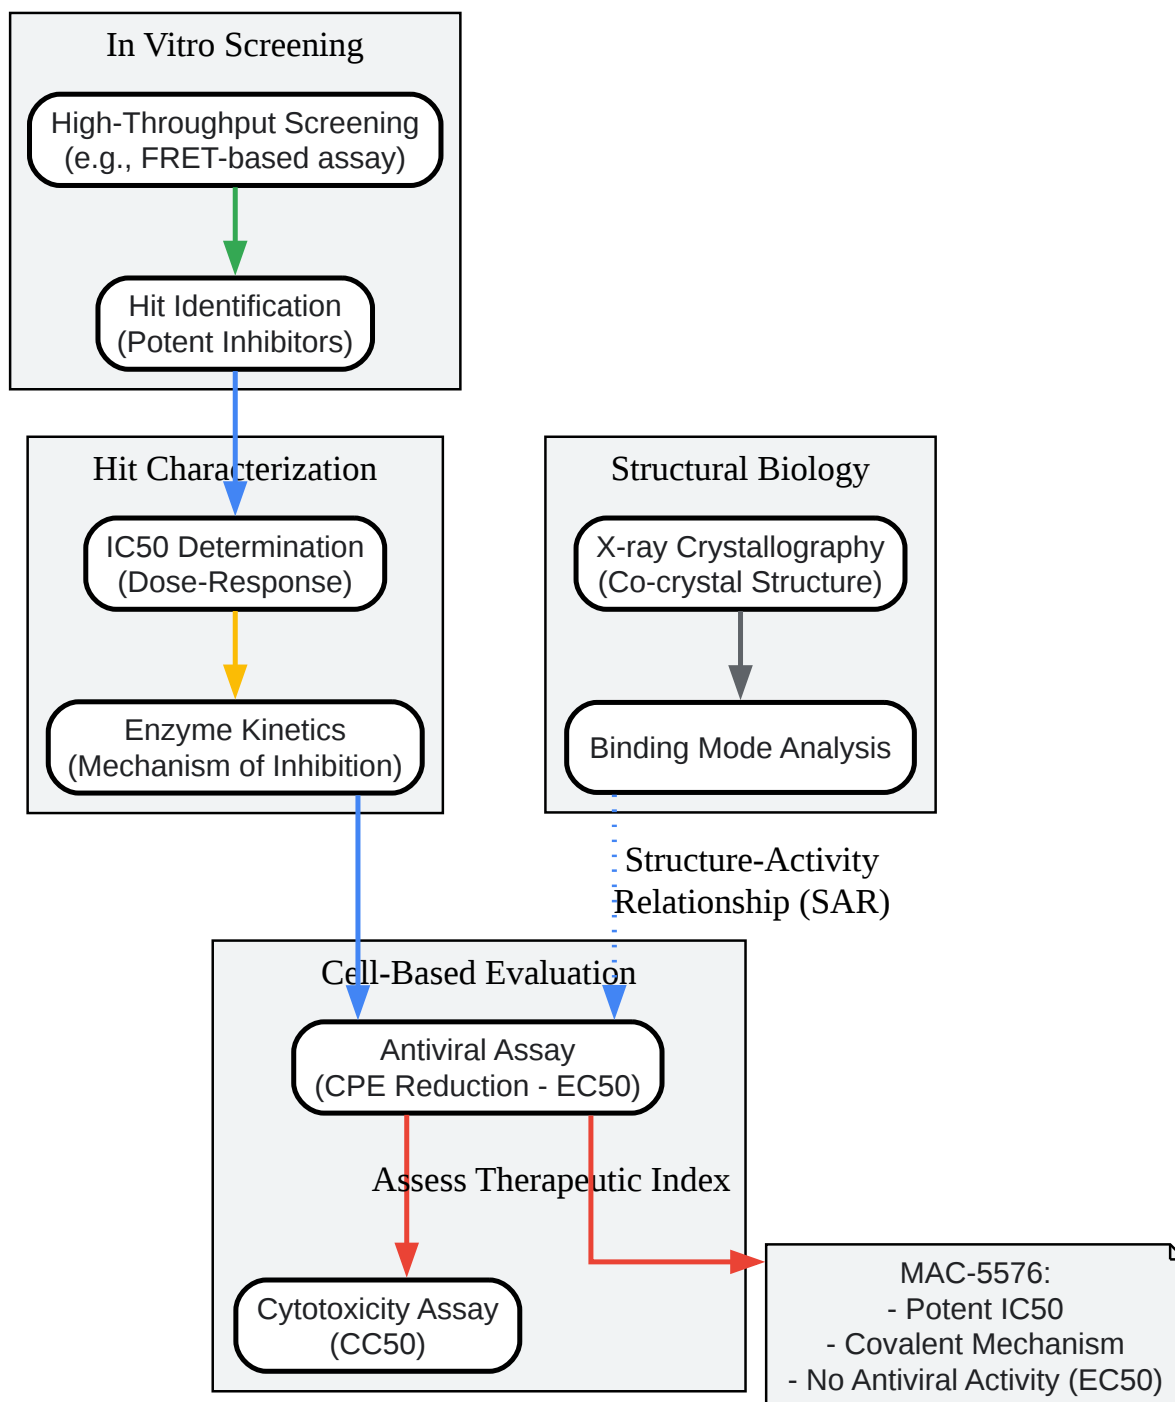 In Vitro Screening
High-Throughput Screening
(e.g., FRET-based assay)
Hit Identification
(Potent Inhibitors)
Hit Characterization
IC50 Determination
(Dose-Response)
Enzyme Kinetics
(Mechanism of Inhibition)
Structural Biology
X-ray Crystallography
(Co-crystal Structure)
Binding Mode Analysis
Structure-Activity
Relationship (SAR)
Cell-Based Evaluation
Antiviral Assay
(CPE Reduction - EC50)
Assess Therapeutic Index
Cytotoxicity Assay
(CC50)
MAC-5576:
- Potent IC50
- Covalent Mechanism
- No Antiviral Activity (EC50)